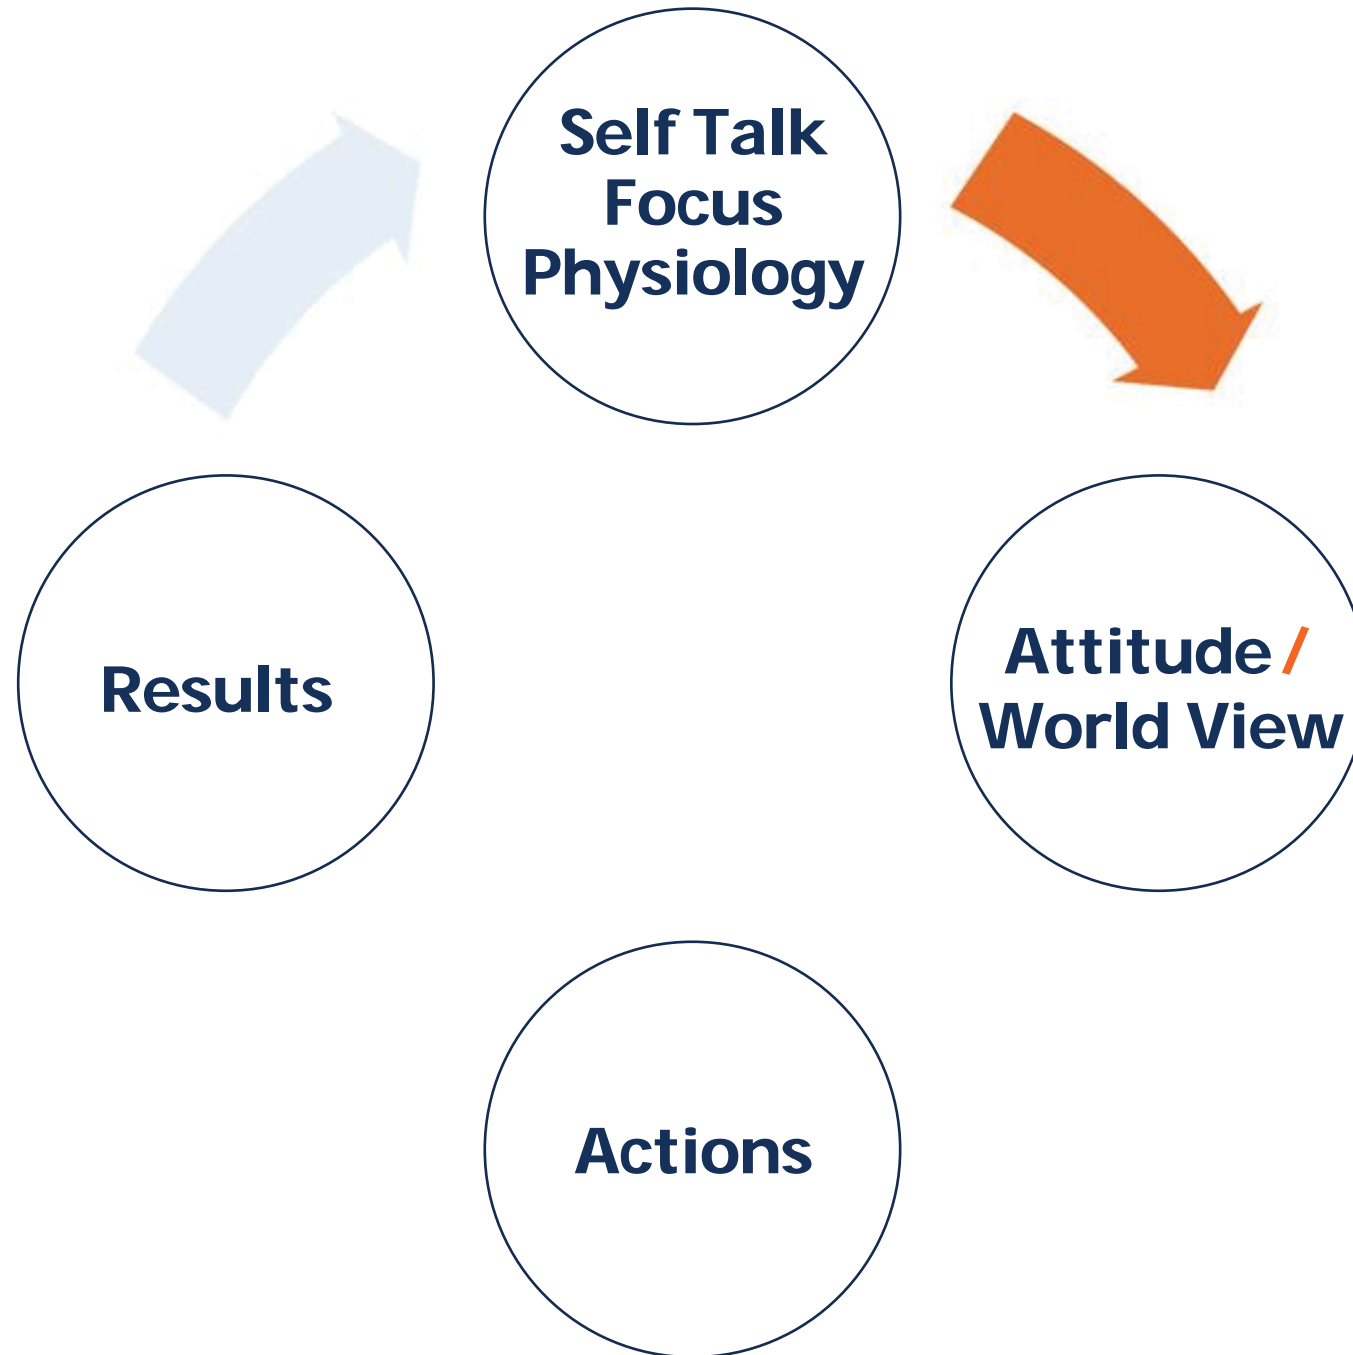 Self Talk
Focus
Physiology
Attitude /
World View
Results
Actions